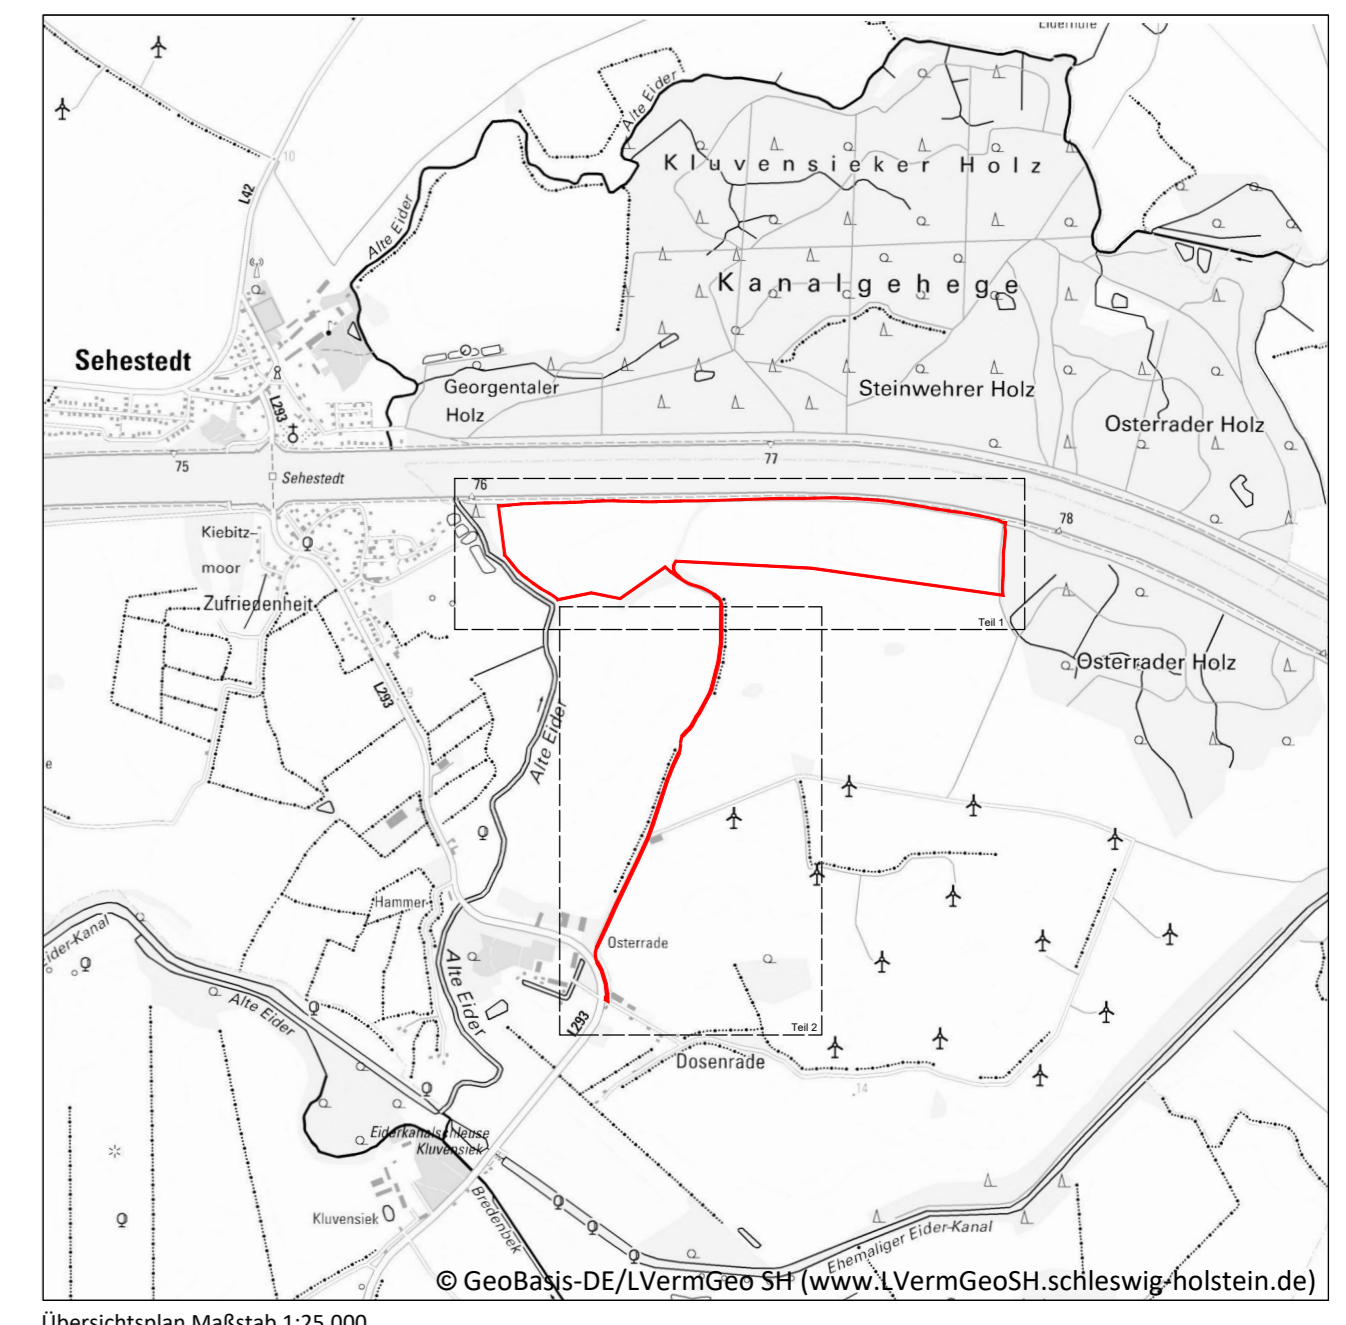 Eiderhufe
Alte Eider
10
L42
Kluvensieker Holz
Alte Eider
Kanalgehege
Sehestedt
Georgentaler
Holz
Steinwehrer Holz
L293
Osterrader Holz
75
77
Sehestedt
76
78
Kiebitz-
moor
Zufriedenheit
Teil 1
Osterrader Holz
L293
9
Alte Eider
e
Hammer
Eider-Kanal
Osterrade
Alte Eider
Alte Eider
L293
Teil 2
Dosenrade
14
Eiderkanalschleuse
Kluvensiek
Kluvensiek
Bredenbek
Ehemaliger Eider-Kanal
© GeoBasis-DE/LVermGeo SH (www.LVermGeoSH.schleswig-holstein.de)
Übersichtsplan Maßstab 1:25.000